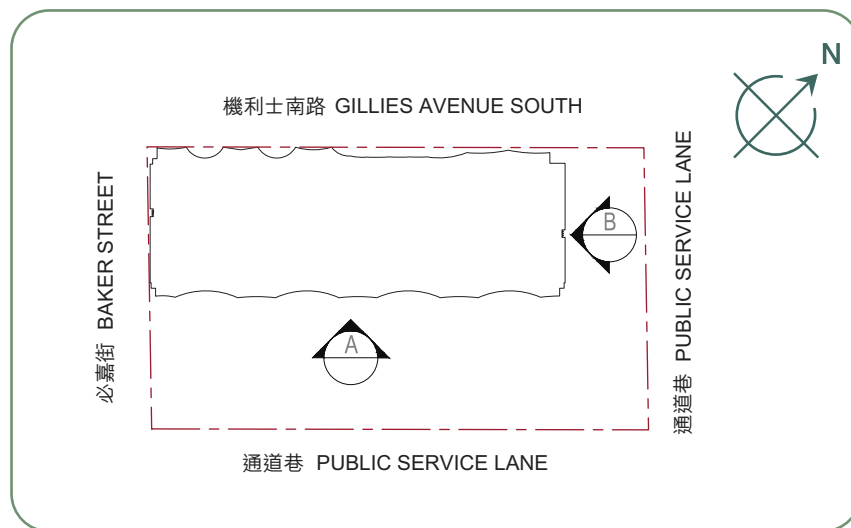 N
機利士南路 GILLIES AVENUE SOUTH
必嘉街 BAKER STREET
通道巷 PUBLIC SERVICE LANE
B
A
通道巷 PUBLIC SERVICE LANE